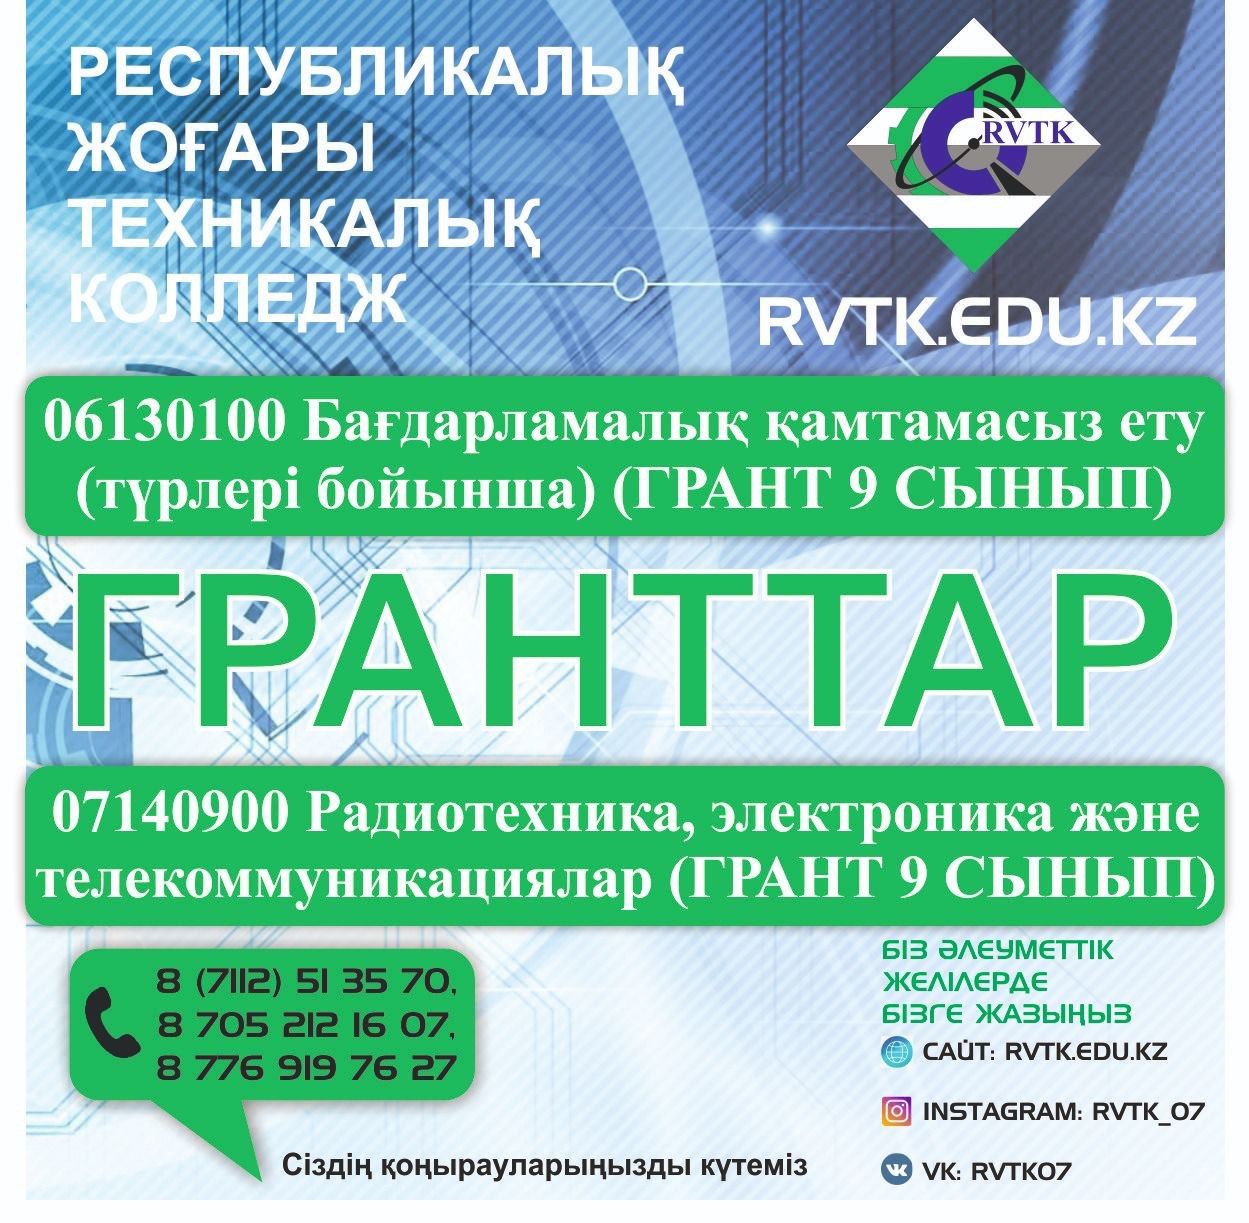 РЕСПУБЛИКАЛЫҚ
ЖОҒАРЫ
ТЕХНИКАЛЫҚ
КОЛЛЕДЖ
RVTK
RVTK.EDU.KZ
06130100 Бағдарламалық қамтамасыз ету
(түрлері бойынша) (ГРАНТ 9 СЫНЫП)
ГРАНТТАР
07140900 Радиотехника, электроника және
телекоммуникациялар (ГРАНТ 9 СЫНЫП)
8 (7112) 51 35 70,
8 705 212 16 07,
8 776 919 76 27
Сіздің қоңырауларыңызды күтеміз
БІЗ ӘЛЕУМЕТТІК
ЖЕЛІЛЕРДЕ
БІЗГЕ ЖАЗЫҢЫЗ
САЙТ: RVTK.EDU.KZ
INSTAGRAM: RVTK_07
VK: RVTK07